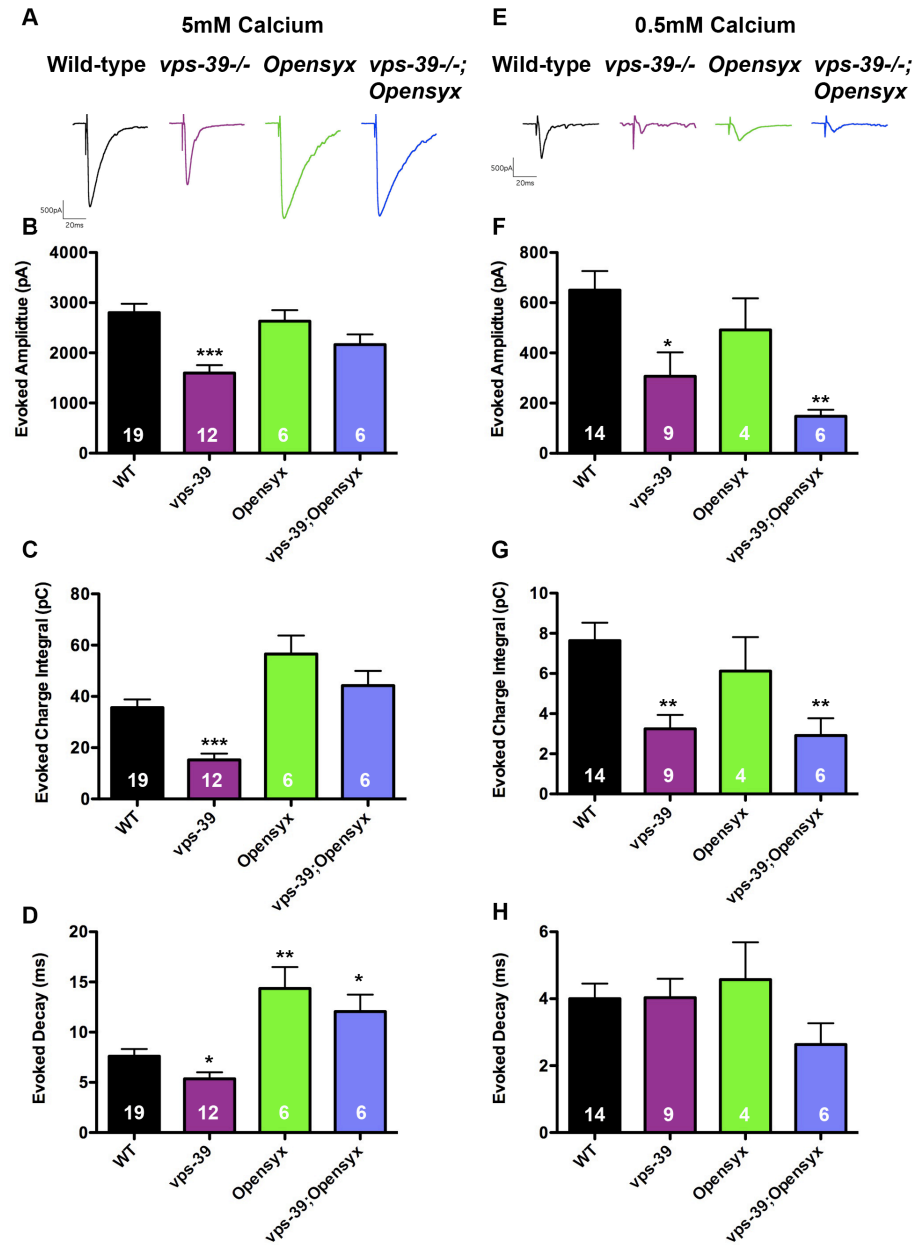 A
5mM Calcium
Wild-type vps-39-/- Opensyx vps-39-/-;
Opensyx
500pA
20ms
B
Evoked Amplidtue (pA)
4000
3000
2000
1000
0
***
19 12 6 6
WT vps-39 Opensyx vps-39;Opensyx
C
Evoked Charge Integral (pC)
80
60
40
20
0
***
19 12 6 6
WT vps-39 Opensyx vps-39;Opensyx
D
Evoked Decay (ms)
20
15
10
5
0
* ** *
19 12 6 6
WT vps-39 Opensyx vps-39;Opensyx
E
0.5mM Calcium
Wild-type vps-39-/- Opensyx vps-39-/-;
Opensyx
500pA
20ms
F
Evoked Ampldtue (pA)
800
600
400
200
0
* **
14 9 4 6
WT vps-39 Opensyx vps-39;Opensyx
G
Evoked Charge Integral (pC)
10
8
6
4
2
0
** **
14 9 4 6
WT vps-39 Opensyx vps-39;Opensyx
H
Evoked Decay (ms)
6
4
2
0
14 9 4 6
WT vps-39 Opensyx vps-39;Opensyx